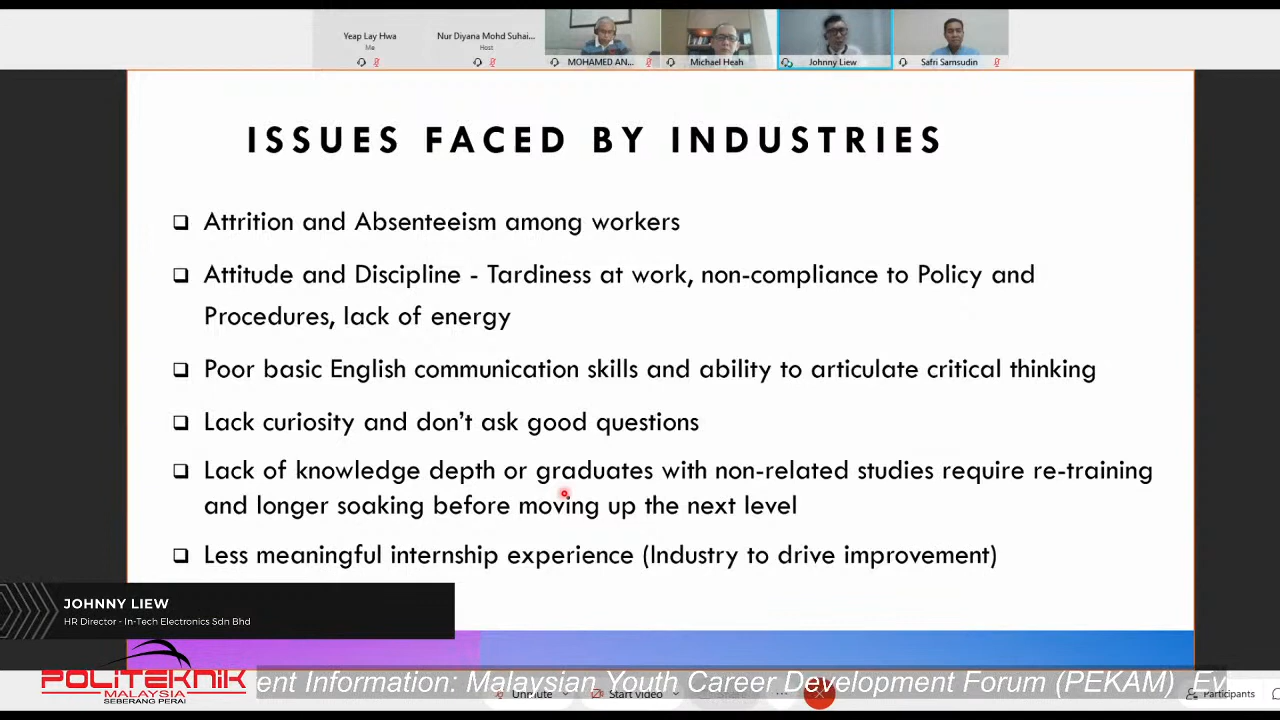 Yeap Lay Hwa
Me
Nur Diyana Mohd Suhai...
Host
MOHAMED AN...
Michael Heah
Johnny Liew
Safri Samsudin
ISSUES FACED BY INDUSTRIES
Attrition and Absenteeism among workers
Attitude and Discipline - Tardiness at work, non-compliance to Policy and
Procedures, lack of energy
Poor basic English communication skills and ability to articulate critical thinking
Lack curiosity and don't ask good questions
Lack of knowledge depth or graduates with non-related studies require re-training
and longer soaking before moving up the next level
Less meaningful internship experience (Industry to drive improvement)
JOHNNY LIEW
HR Director - In-Tech Electronics Sdn Bhd
POLITEKNIK
MALAYSIA
SEBERANG PERAI
ent Information: Malaysian Youth Career Development Forum (PEKAM) Ev
Unmute
Start video
Participants